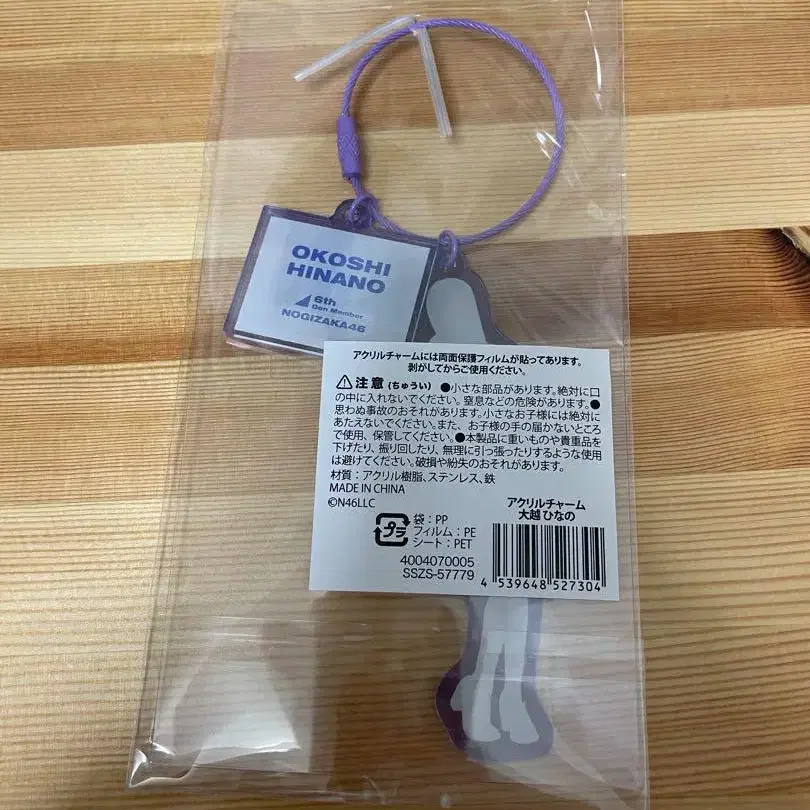 OKOSHI
HINANO
6th
Gen Member
NOGIZAKA46
アクリルチャームには両面保護フィルムが貼ってあります。
剥がしてからご使用ください。
注意(ちゅうい) ●小さな部品があります。絶対に口
の中に入れないでください。窒息などの危険があります。●
思わぬ事故のおそれがあります。小さなお子様には絶対に
あたえないでください。また、お子様の手の届かないところ
で使用、保管してください。●本製品に重いものや貴重品を
下げたり、振り回したり、無理に引っ張ったりするような使用
は避けてください。破損や紛失のおそれがあります。
材質:アクリル樹脂、ステンレス、鉄
MADE IN CHINA
©N46LLC
アクリルチャーム
大越 ひなの
プラ
袋:PP
フィルム:PE
シート:PET
4004070005
SSZS-57779
4 539648 527304